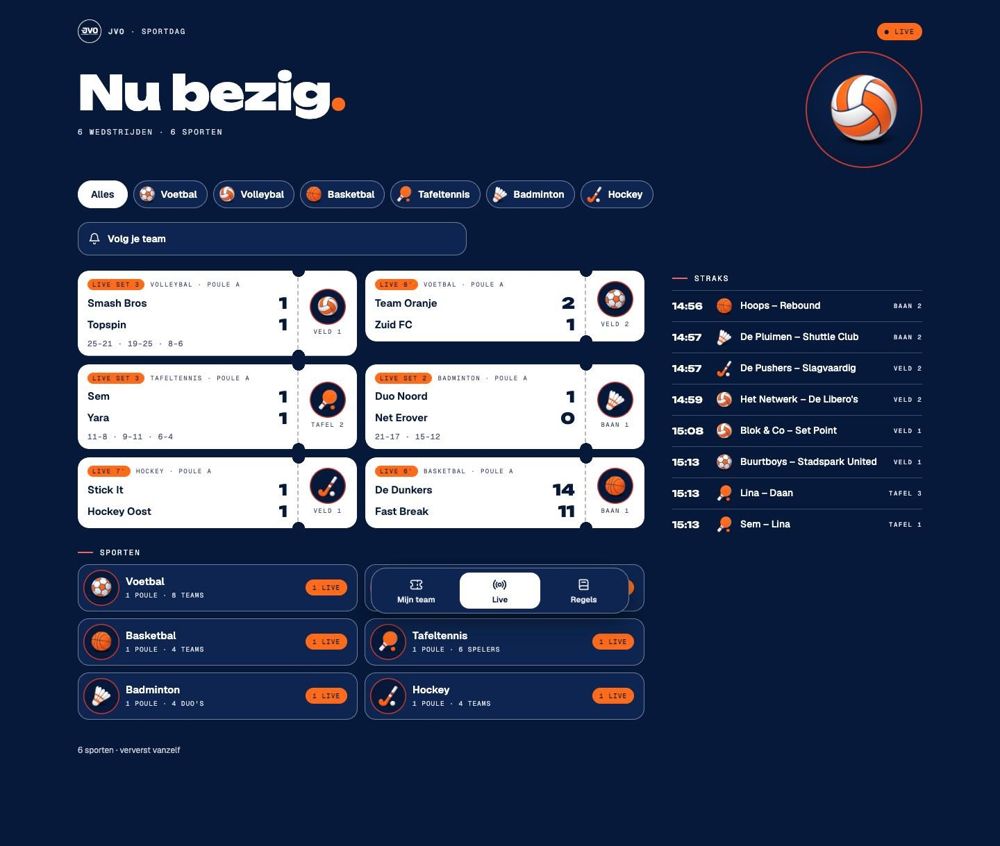 JVO JVO · SPORTDAG
● LIVE
Nu bezig.
6 WEDSTRIJDEN · 6 SPORTEN
Alles
Voetbal
Volleybal
Basketbal
Tafeltennis
Badminton
Hockey
Volg je team
LIVE SET 3 VOLLEYBAL · POULE A
Smash Bros 1
Topspin 1
25–21 · 19–25 · 8–6
VELD 1
LIVE 8' VOETBAL · POULE A
Team Oranje 2
Zuid FC 1
VELD 2
LIVE SET 3 TAFELTENNIS · POULE A
Sem 1
Yara 1
11–8 · 9–11 · 6–4
TAFEL 2
LIVE SET 2 BADMINTON · POULE A
Duo Noord 1
Net Erover 0
21–17 · 15–12
BAAN 1
LIVE 7' HOCKEY · POULE A
Stick It 1
Hockey Oost 1
VELD 1
LIVE 6' BASKETBAL · POULE A
De Dunkers 14
Fast Break 11
BAAN 1
STRAKS
14:56 Hoops – Rebound BAAN 2
14:57 De Pluimen – Shuttle Club BAAN 2
14:57 De Pushers – Slagvaardig VELD 2
14:59 Het Netwerk – De Libero's VELD 2
15:08 Blok & Co – Set Point VELD 1
15:13 Buurtboys – Stadspark United VELD 1
15:13 Lina – Daan TAFEL 3
15:13 Sem – Lina TAFEL 1
SPORTEN
Voetbal
1 POULE · 8 TEAMS
1 LIVE
Mijn team
Live
Regels
Basketbal
1 POULE · 4 TEAMS
1 LIVE
Tafeltennis
1 POULE · 6 SPELERS
1 LIVE
Badminton
1 POULE · 4 DUO'S
1 LIVE
Hockey
1 POULE · 4 TEAMS
1 LIVE
6 sporten · ververst vanzelf